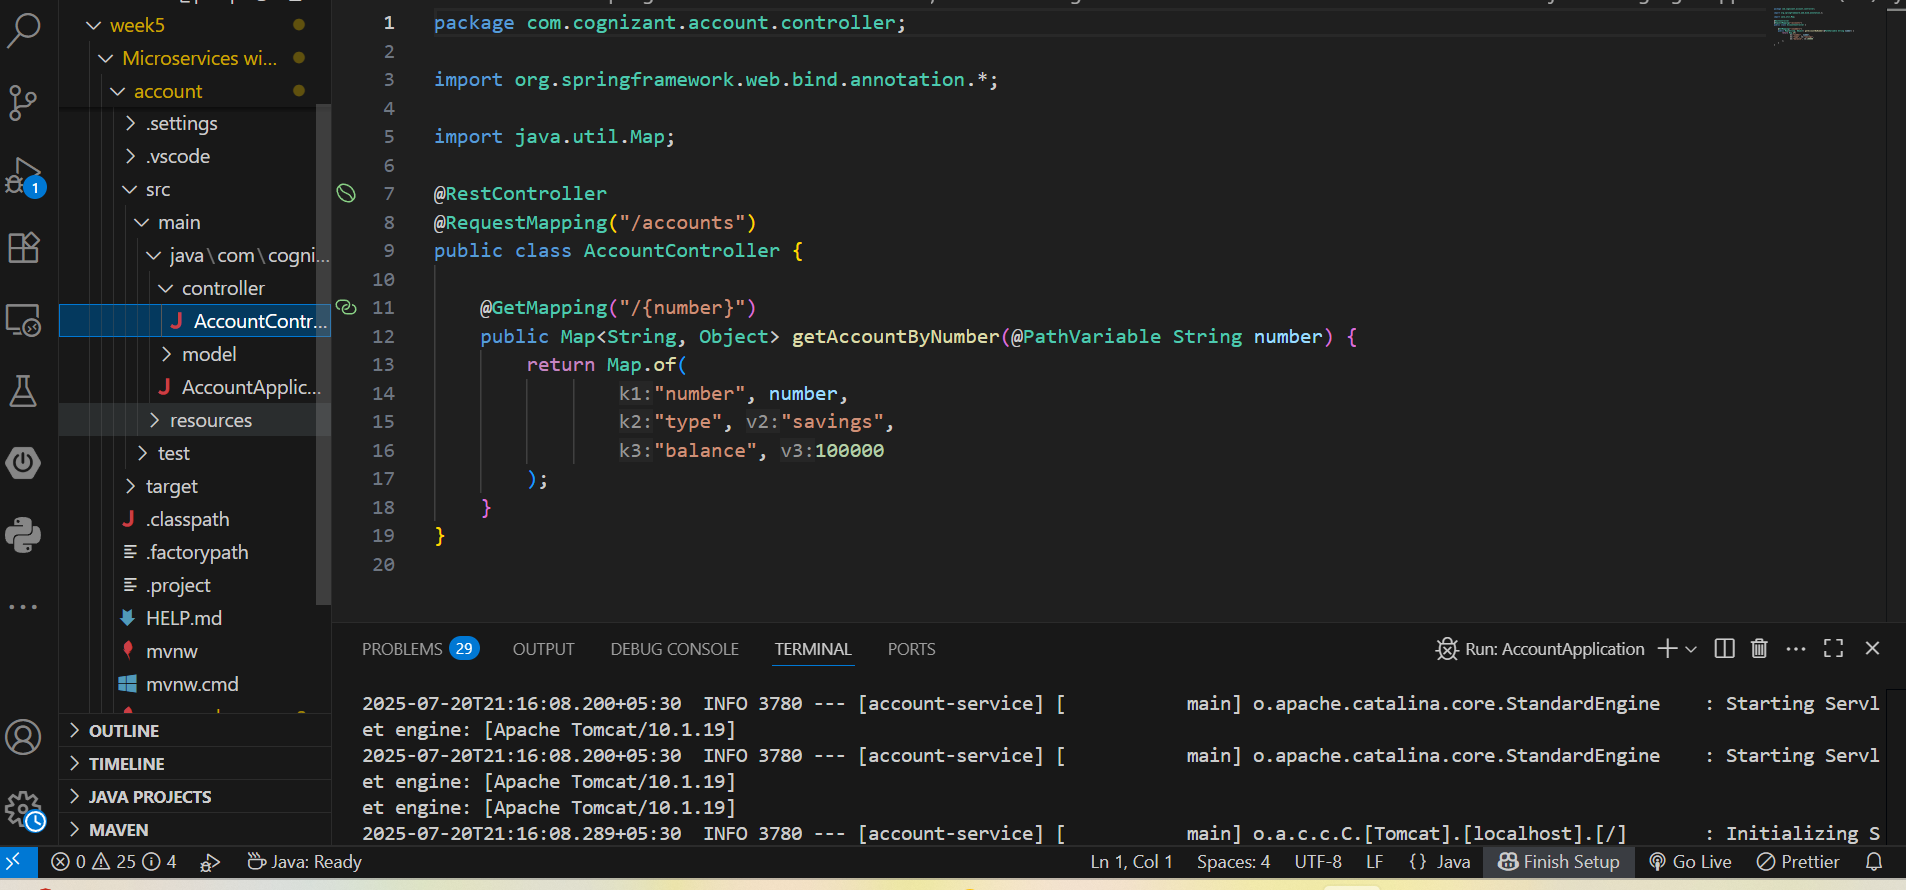 week5
Microservices wi...
account
.settings
.vscode
src
main
java\com\cogni...
controller
AccountContr...
model
AccountApplic...
resources
test
target
.classpath
.factorypath
.project
HELP.md
mvnw
mvnw.cmd
OUTLINE
TIMELINE
JAVA PROJECTS
MAVEN
1
1 package com.cognizant.account.controller;
2
3 import org.springframework.web.bind.annotation.*;
4
5 import java.util.Map;
6
7 @RestController
8 @RequestMapping("/accounts")
9 public class AccountController {
10
11 @GetMapping("/{number}")
12 public Map<String, Object> getAccountByNumber(@PathVariable String number) {
13 return Map.of(
14 k1:"number", number,
15 k2:"type", v2:"savings",
16 k3:"balance", v3:100000
17 );
18 }
19 }
20
PROBLEMS 29 OUTPUT DEBUG CONSOLE TERMINAL PORTS Run: AccountApplication
2025-07-20T21:16:08.200+05:30  INFO 3780 --- [account-service] [           main] o.apache.catalina.core.StandardEngine    : Starting Servl
et engine: [Apache Tomcat/10.1.19]
2025-07-20T21:16:08.200+05:30  INFO 3780 --- [account-service] [           main] o.apache.catalina.core.StandardEngine    : Starting Servl
et engine: [Apache Tomcat/10.1.19]
et engine: [Apache Tomcat/10.1.19]
2025-07-20T21:16:08.289+05:30  INFO 3780 --- [account-service] [           main] o.a.c.c.C.[Tomcat].[localhost].[/]       : Initializing S
0 25 4 Java: Ready Ln 1, Col 1 Spaces: 4 UTF-8 LF {} Java Finish Setup Go Live Prettier